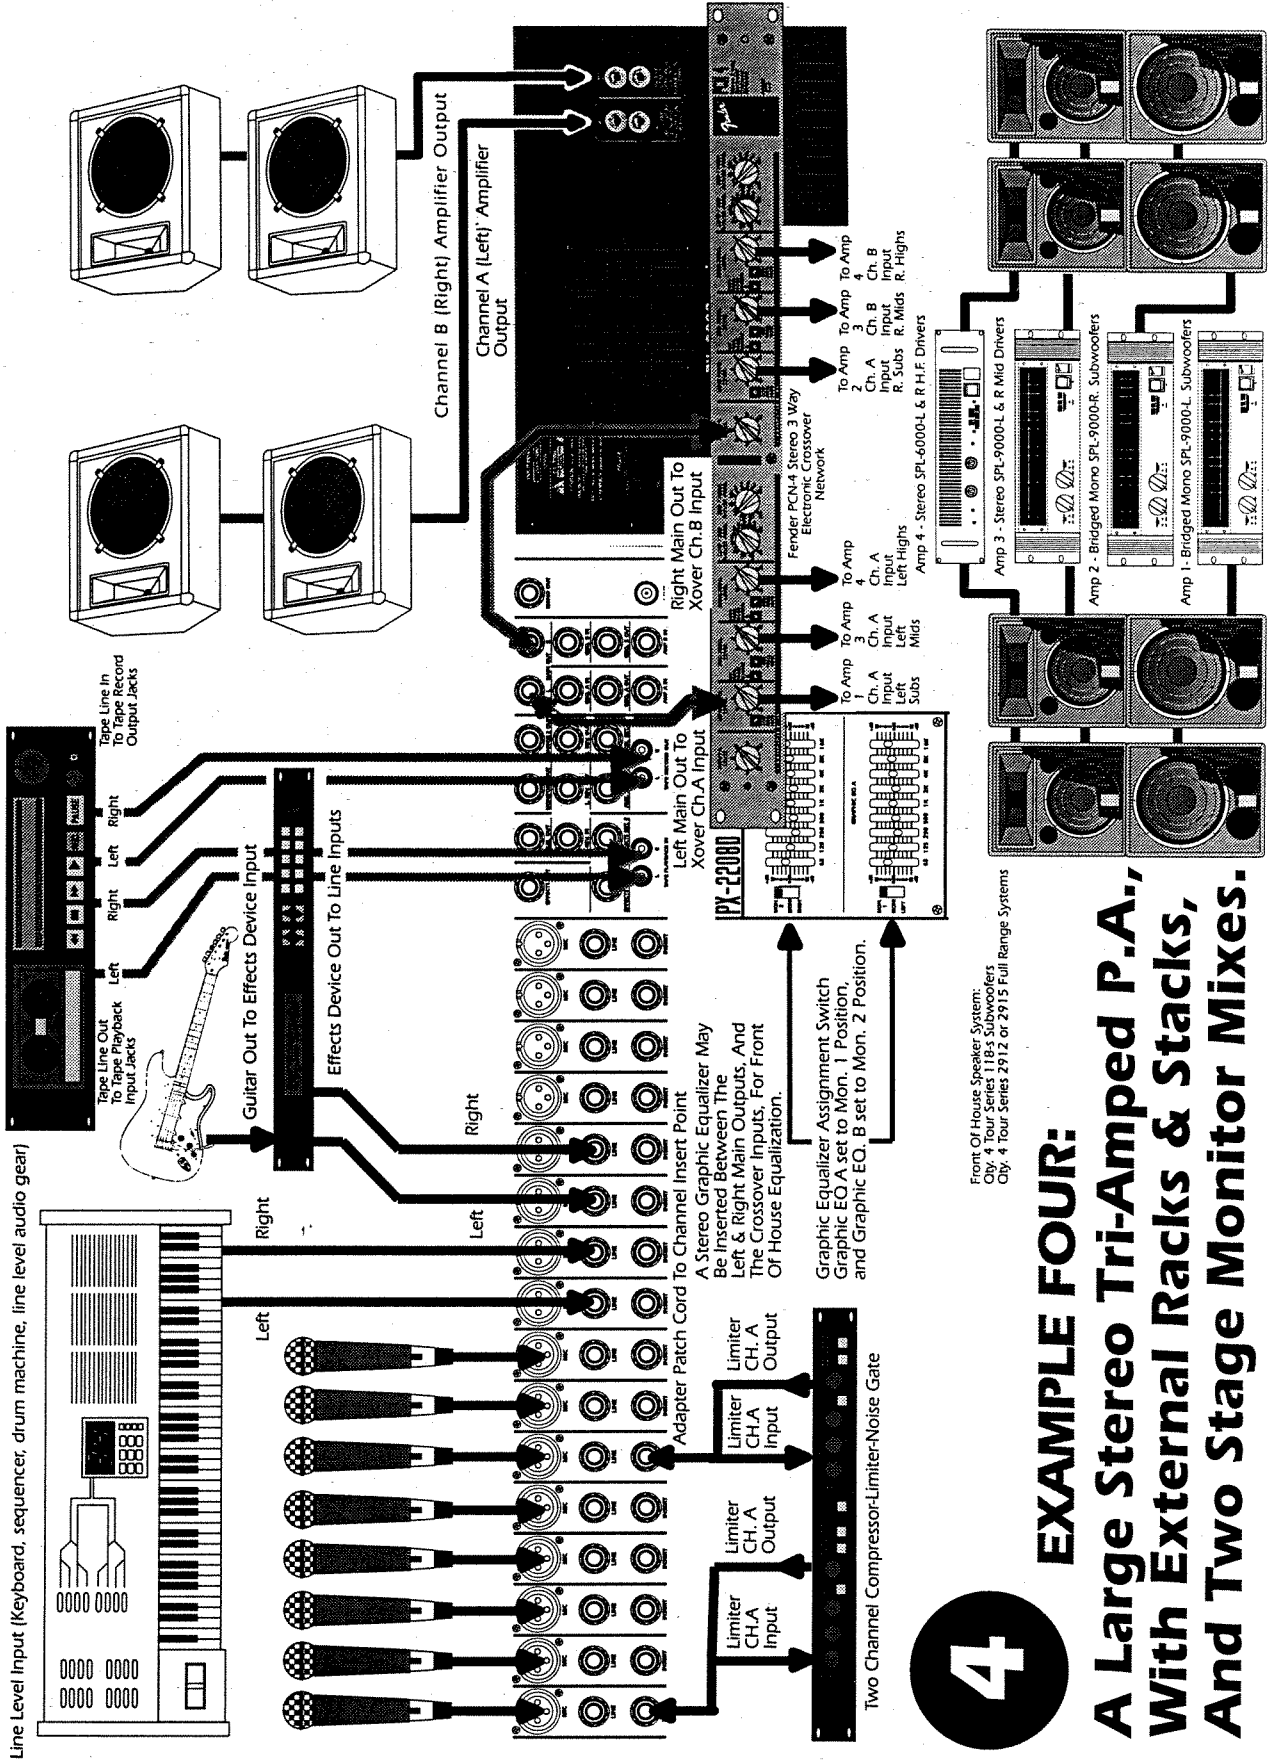 Line Level Input (Keyboard, sequencer, drum machine, line level audio gear)
Tape Line Out
To Tape Playback
Input Jacks
Left
Right
Left
Right
Tape Line In
To Tape Record
Output Jacks
PAUSE
Guitar Out To Effects Device Input
Effects Device Out To Line Inputs
Left
Right
Left
Right
Channel B (Right) Amplifier Output
Channel A (Left)' Amplifier
Output
Adapter Patch Cord To Channel Insert Point
Left Main Out To
Xover Ch.A Input
Right Main Out To
Xover Ch.B Input
A Stereo Graphic Equalizer May
Be Inserted Between The
Left & Right Main Outputs, And
The Crossover Inputs, For Front
Of House Equalization.
Graphic Equalizer Assignment Switch
Graphic EQ A set to Mon. 1 Position,
and Graphic EQ. B set to Mon. 2 Position.
PX-2208D
Fender
Fender PCN-4 Stereo 3 Way
Electronic Crossover
Network
Limiter
CH.A
Input
Limiter
CH. A
Output
Limiter
CH.A
Input
Limiter
CH. A
Output
Two Channel Compressor-Limiter-Noise Gate
To Amp
1
Ch. A
Input
Left
Subs
To Amp
3
Ch. A
Input
Left
Mids
To Amp
4
Ch. A
Input
Left Highs
To Amp
2
Ch. A
Input
R. Subs
To Amp
3
Ch. B
Input
R. Mids
To Amp
4
Ch. B
Input
R. Highs
Amp 4 - Stereo SPL-6000-L & R H.F. Drivers
Amp 3 - Stereo SPL-9000-L & R Mid Drivers
Amp 2 - Bridged Mono SPL-9000-R. Subwoofers
Amp 1- Bridged Mono SPL-9000-L. Subwoofers
Front Of House Speaker System:
Qty. 4 Tour Series 118-s Subwoofers
Qty. 4 Tour Series 2912 or 2915 Full Range Systems
4
EXAMPLE FOUR:
A Large Stereo Tri-Amped P.A.,
With External Racks & Stacks,
And Two Stage Monitor Mixes.